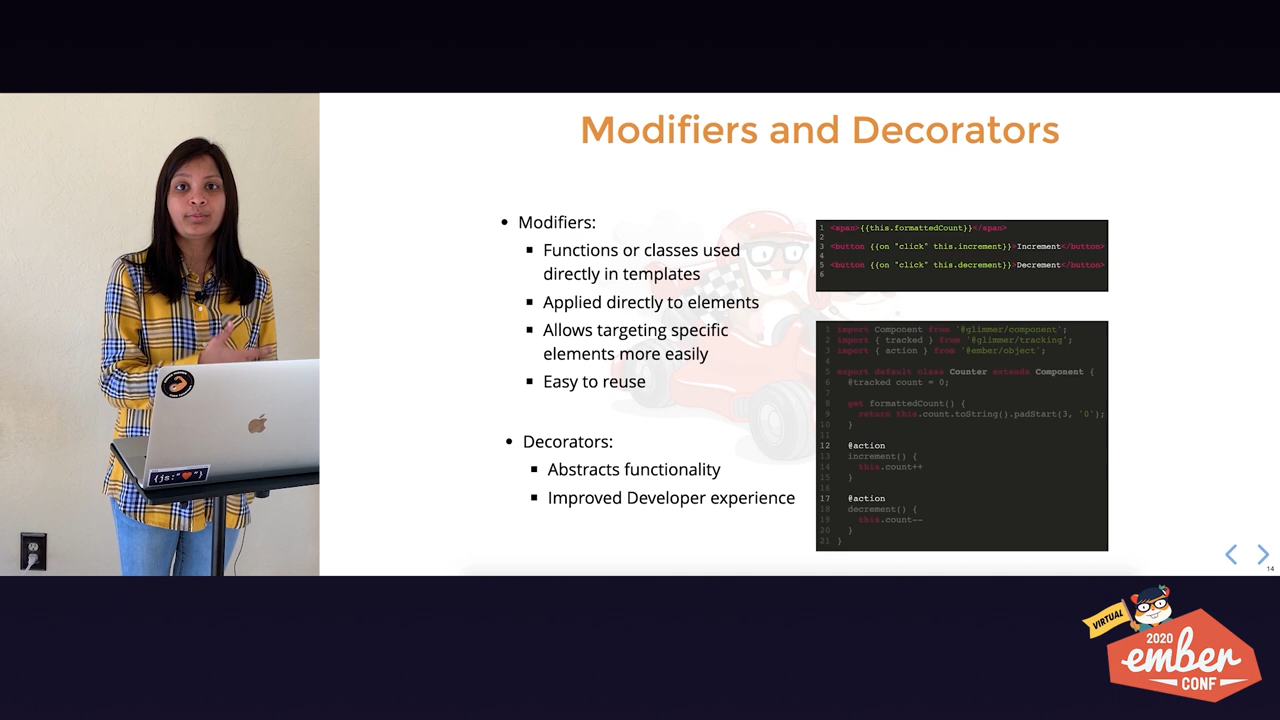 Modifiers and Decorators
• Modifiers:
▪ Functions or classes used
directly in templates
▪ Applied directly to elements
▪ Allows targeting specific
elements more easily
▪ Easy to reuse
• Decorators:
▪ Abstracts functionality
▪ Improved Developer experience
1 <span>{{this.formattedCount}}</span>
2
3 <button {{on "click" this.increment}}>Increment</button>
4
5 <button {{on "click" this.decrement}}>Decrement</button>
6
1 import Component from '@glimmer/component';
2 import { tracked } from '@glimmer/tracking';
3 import { action } from '@ember/object';
4
5 export default class Counter extends Component {
6 @tracked count = 0;
7
8 get formattedCount() {
9 return this.count.toString().padStart(3, '0');
10 }
11
12 @action
13 increment() {
14 this.count++
15 }
16
17 @action
18 decrement() {
19 this.count--
20 }
21 }
14
{js:"❤"}
VIRTUAL
2020
ember
CONF